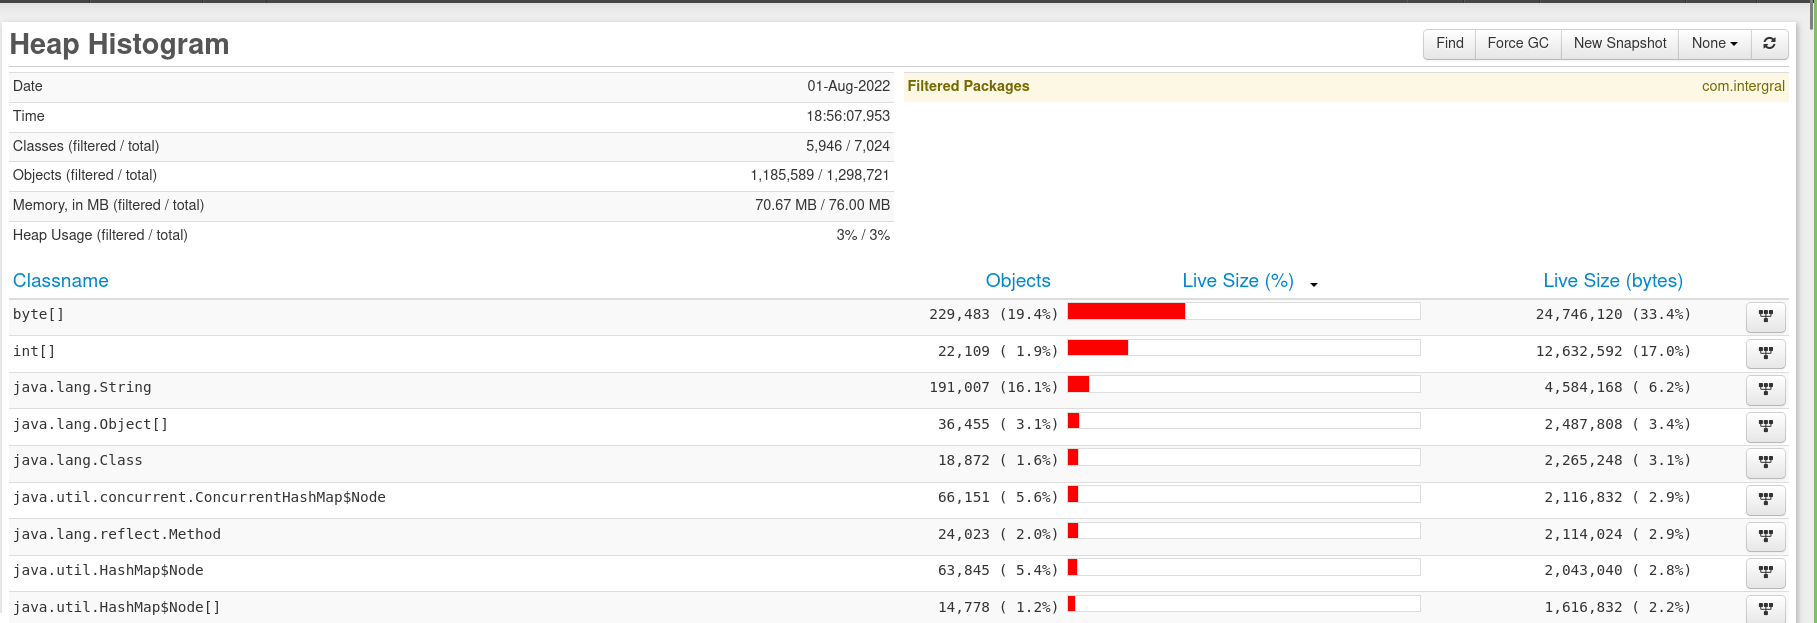 Heap Histogram
Find Force GC New Snapshot None
Date 01-Aug-2022
Time 18:56:07.953
Classes (filtered / total) 5,946 / 7,024
Objects (filtered / total) 1,185,589 / 1,298,721
Memory, in MB (filtered / total) 70.67 MB / 76.00 MB
Heap Usage (filtered / total) 3% / 3%
Filtered Packages com.intergral
Classname Objects Live Size (%) Live Size (bytes)
byte[] 229,483 (19.4%) 24,746,120 (33.4%)
int[] 22,109 ( 1.9%) 12,632,592 (17.0%)
java.lang.String 191,007 (16.1%) 4,584,168 ( 6.2%)
java.lang.Object[] 36,455 ( 3.1%) 2,487,808 ( 3.4%)
java.lang.Class 18,872 ( 1.6%) 2,265,248 ( 3.1%)
java.util.concurrent.ConcurrentHashMap$Node 66,151 ( 5.6%) 2,116,832 ( 2.9%)
java.lang.reflect.Method 24,023 ( 2.0%) 2,114,024 ( 2.9%)
java.util.HashMap$Node 63,845 ( 5.4%) 2,043,040 ( 2.8%)
java.util.HashMap$Node[] 14,778 ( 1.2%) 1,616,832 ( 2.2%)